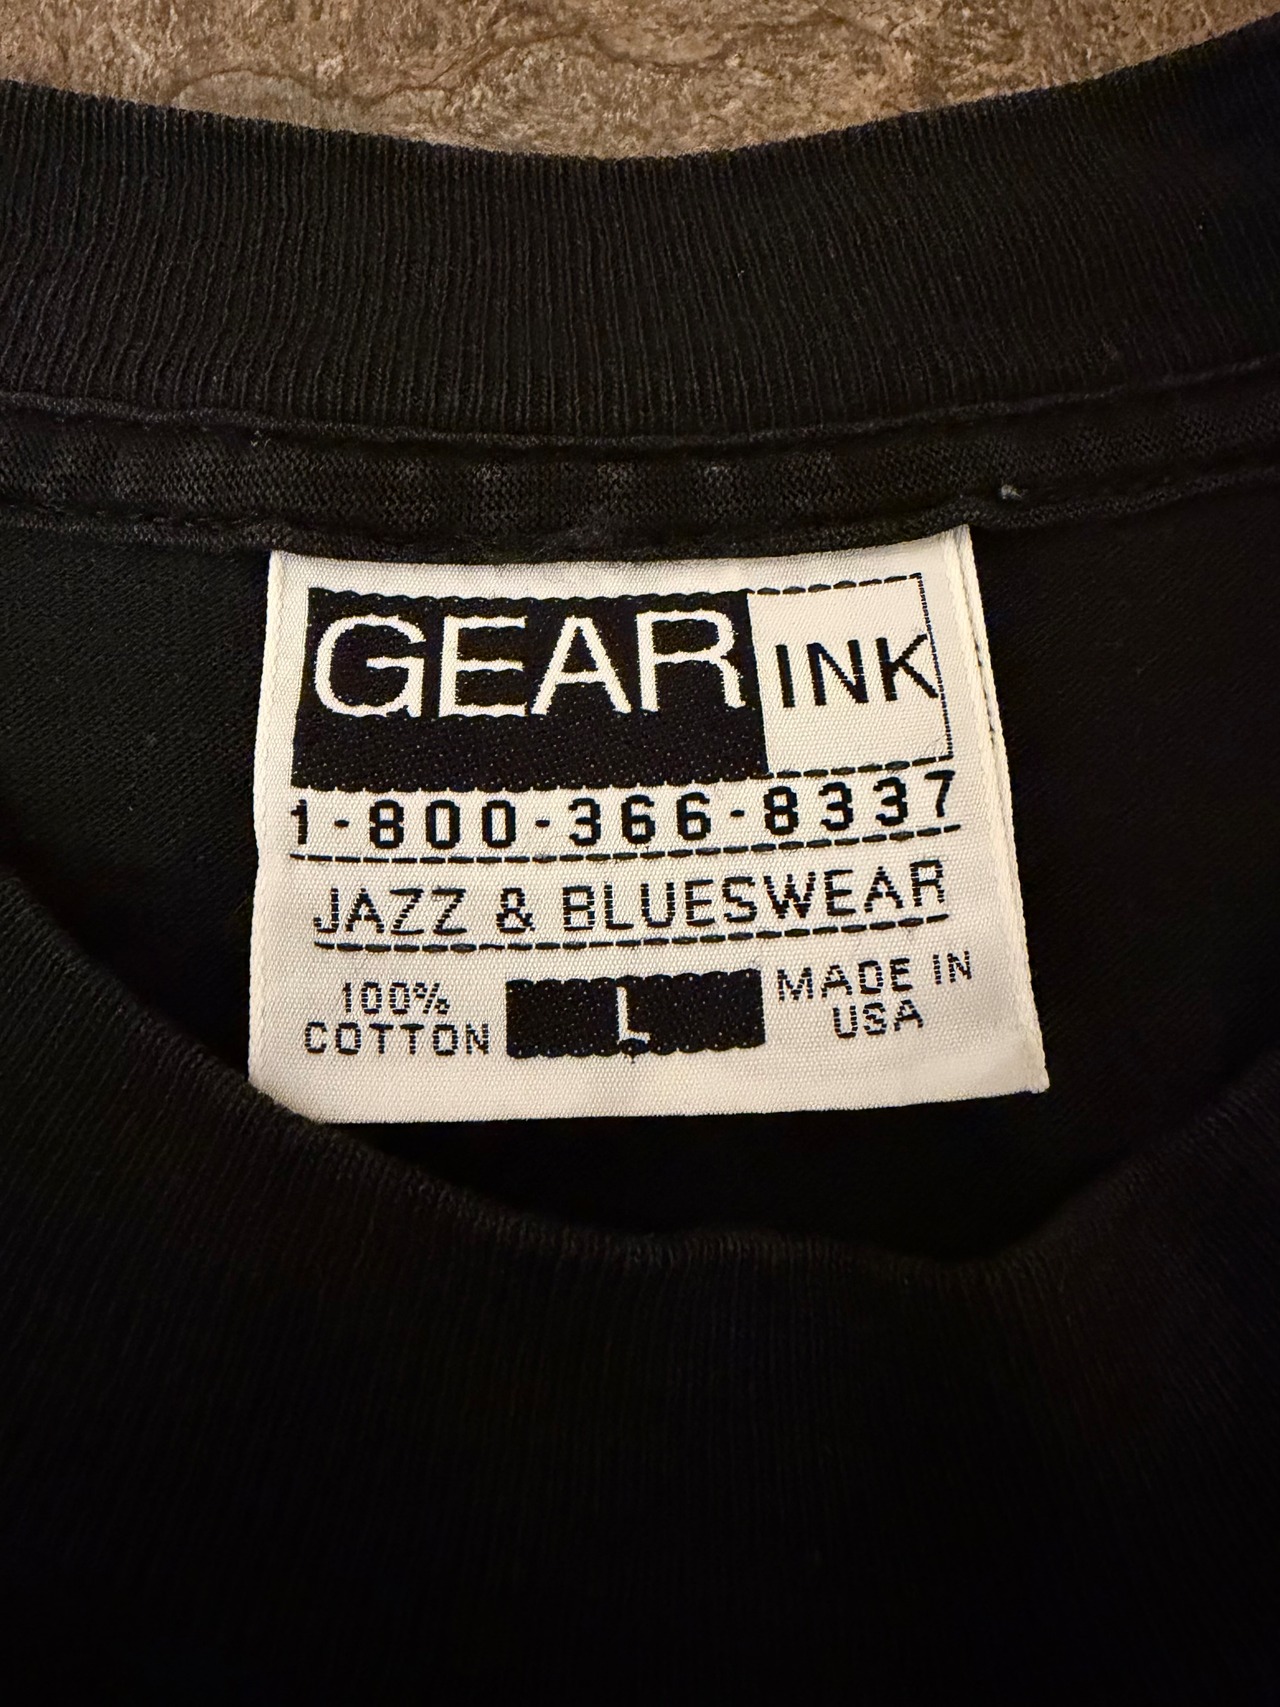 GEAR INK
1-800-366-8337
JAZZ & BLUESWEAR
100% COTTON
L
MADE IN USA